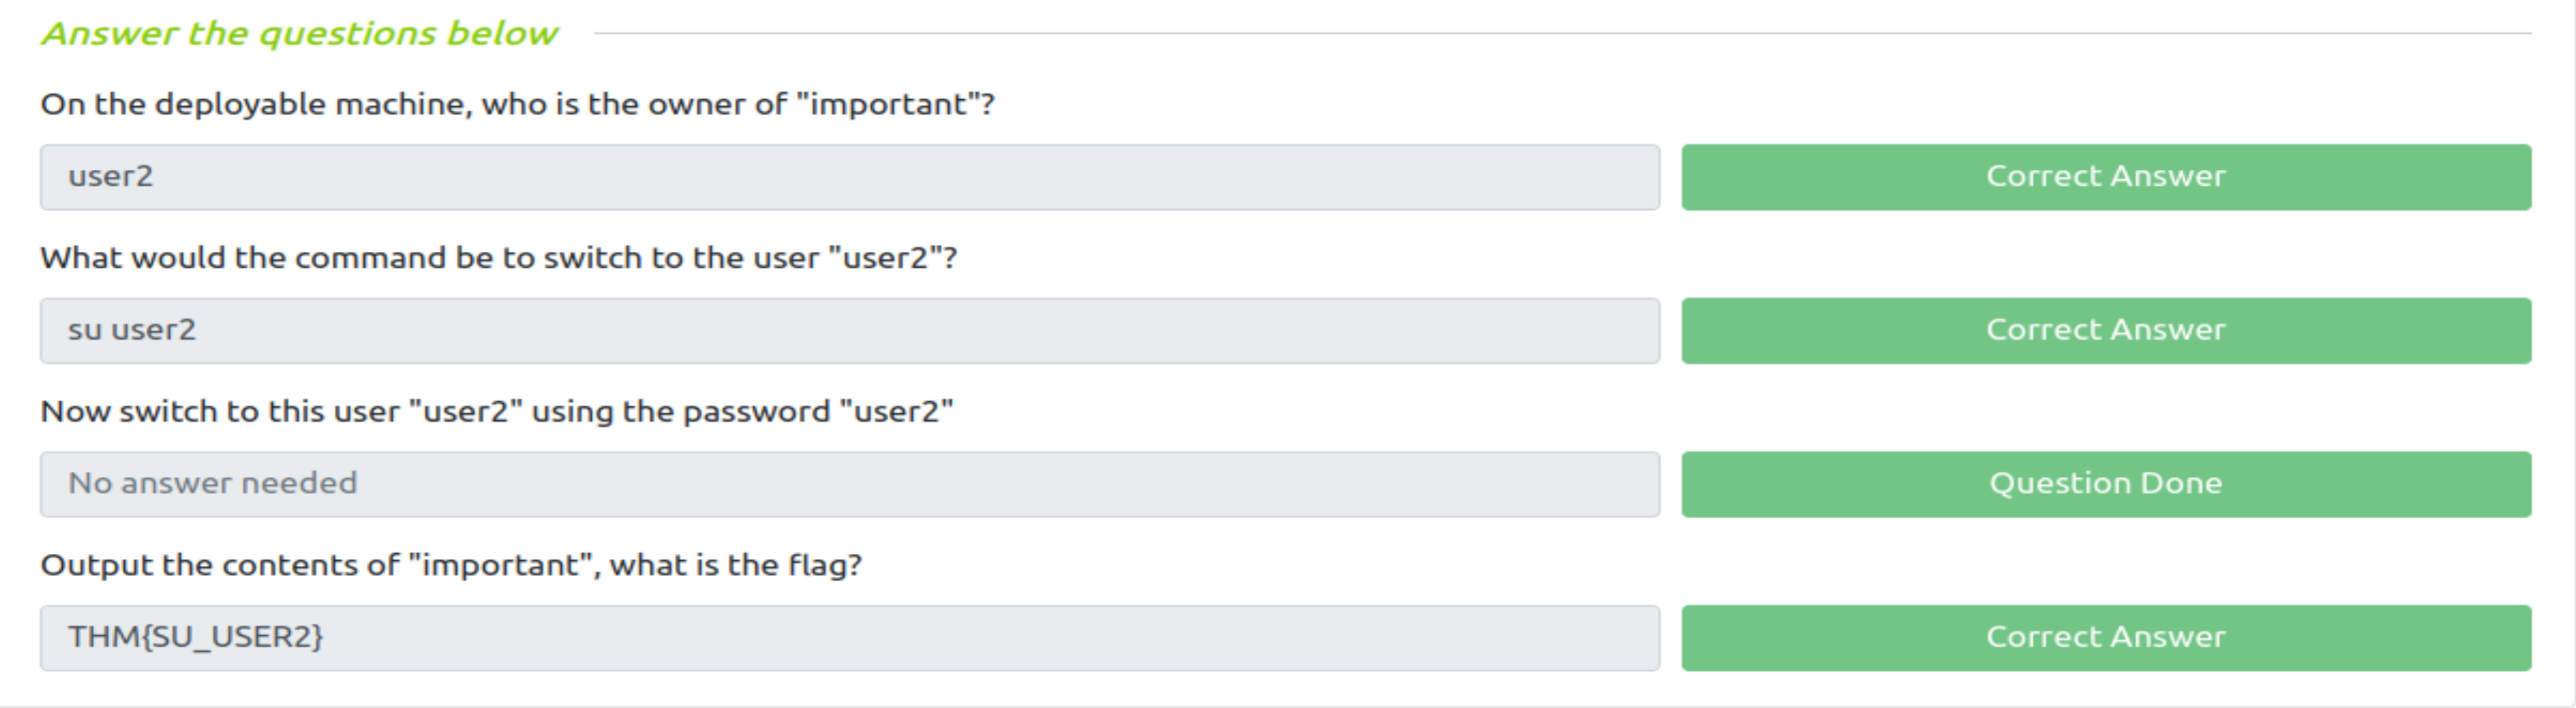 Answer the questions below
On the deployable machine, who is the owner of "important"?
user2
Correct Answer
What would the command be to switch to the user "user2"?
su user2
Correct Answer
Now switch to this user "user2" using the password "user2"
No answer needed
Question Done
Output the contents of "important", what is the flag?
THM{SU_USER2}
Correct Answer